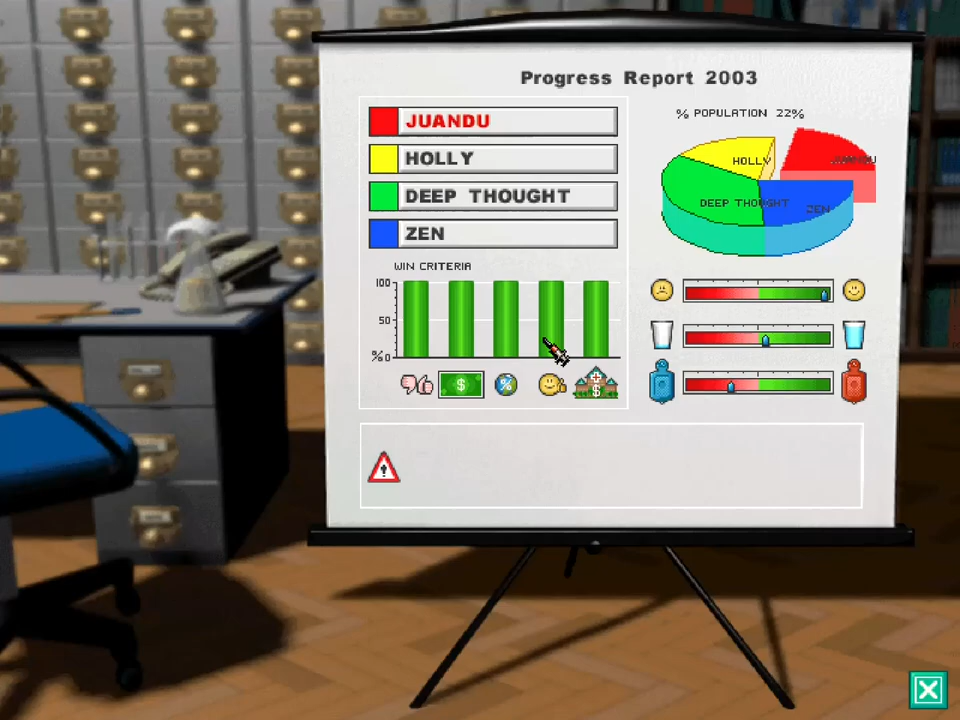 Progress Report 2003
JUANDU
HOLLY
DEEP THOUGHT
ZEN
WIN CRITERIA
100
50
%0
$
%
$
% POPULATION 22%
HOLLY
JUANDU
DEEP THOUGHT
ZEN